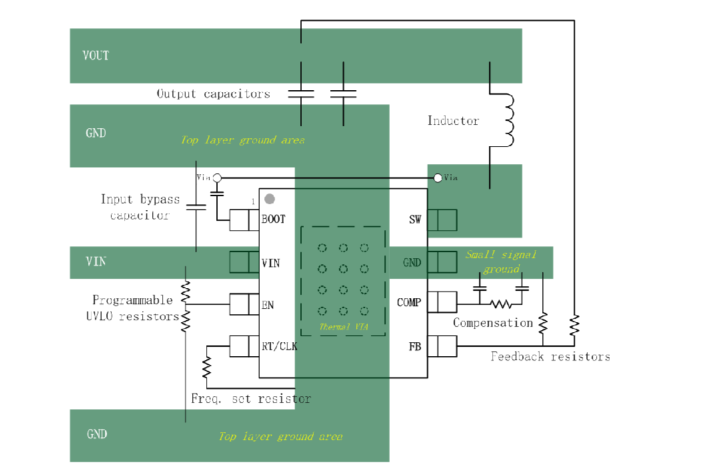 VOUT
Output capacitors
GND
Top layer ground area
Inductor
Via
Via
Input bypass
capacitor
1
BOOT
SW
VIN
VIN
GND
Small signal
ground
Programmable
UVLO resistors
EN
COMP
Compensation
Thermal VIA
RT/CLK
FB
Feedback resistors
Freq. set resistor
GND
Top layer ground area